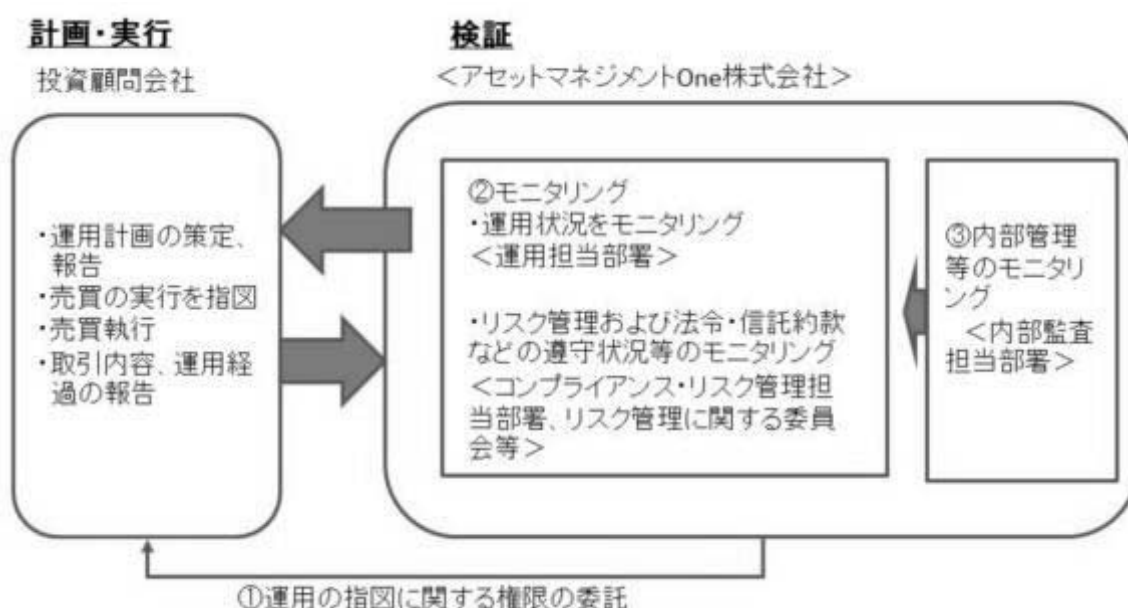 計画・実行
投資顧問会社
・運用計画の策定、
報告
・売買の実行を指図
・売買執行
・取引内容、運用経
過の報告
検証
＜アセットマネジメントOne株式会社＞
②モニタリング
・運用状況をモニタリング
＜運用担当部署＞
・リスク管理および法令・信託約款
などの遵守状況等のモニタリング
＜コンプライアンス・リスク管理担
当部署、リスク管理に関する委員
会等＞
③内部管理
等のモニタリ
ング
＜内部監査
担当部署＞
①運用の指図に関する権限の委託